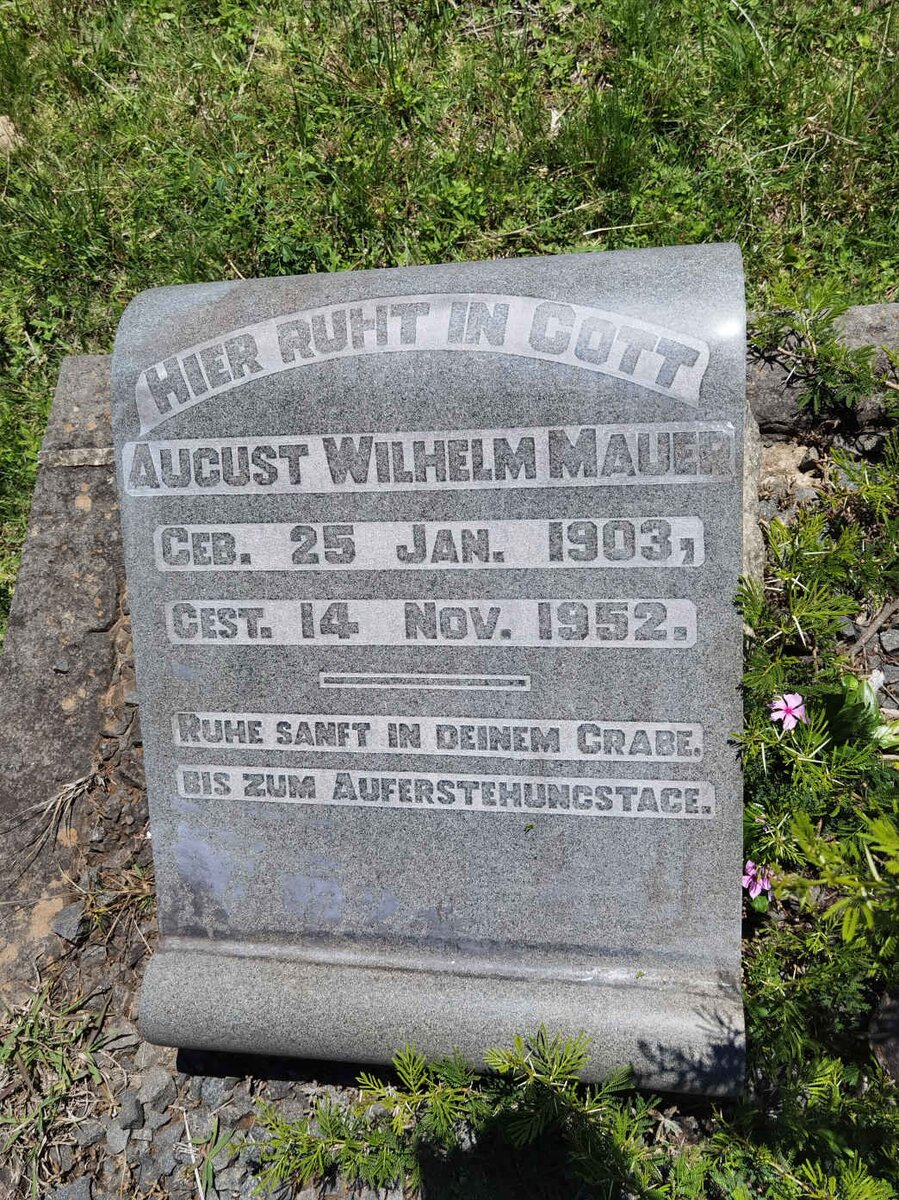 HIER RUHT IN GOTT
AUGUST WILHELM MAUER
GEB. 25 JAN. 1903,
GEST. 14 NOV. 1952.
RUHE SANFT IN DEINEM GRABE.
BIS ZUM AUFERSTEHUNGSTAGE.